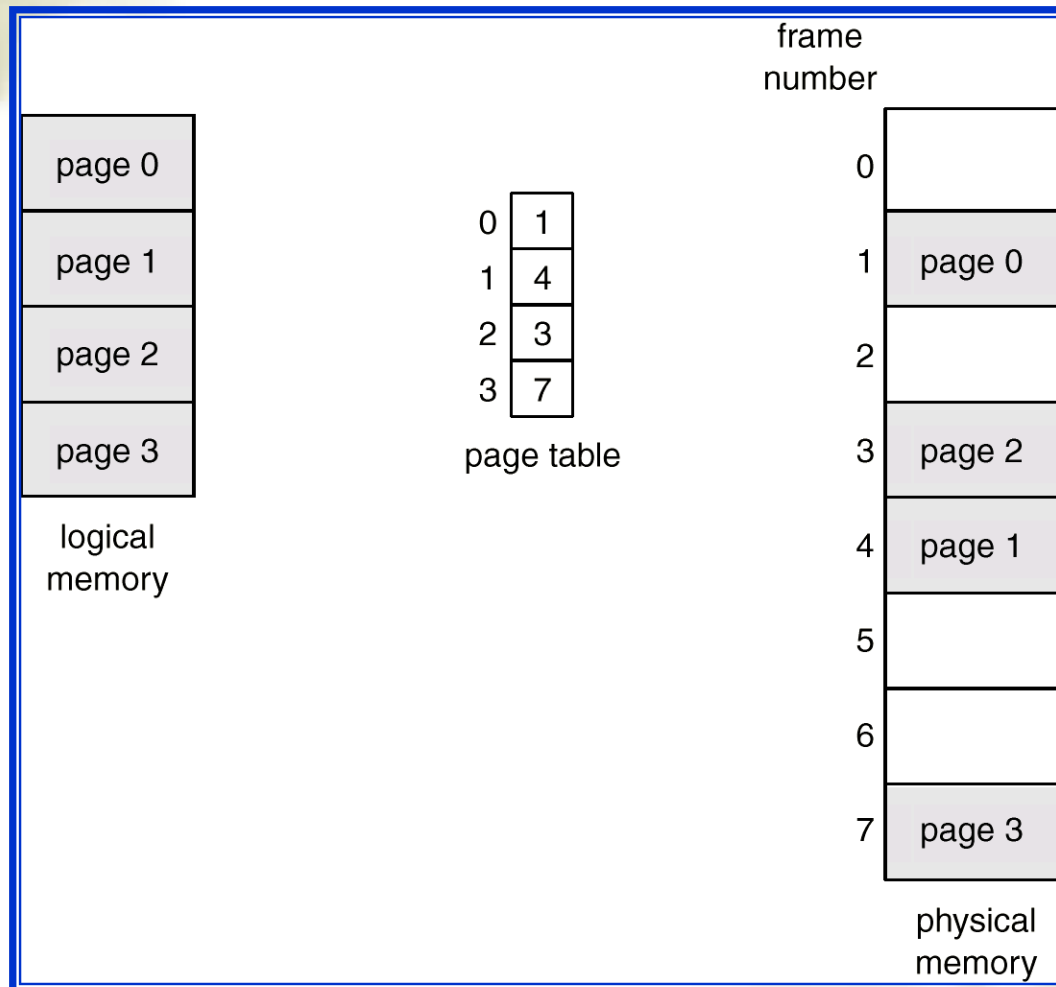 frame
number
page 0
page 1
page 2
page 3
logical
memory
0 1
1 4
2 3
3 7
page table
0
1 page 0
2
3 page 2
4 page 1
5
6
7 page 3
physical
memory